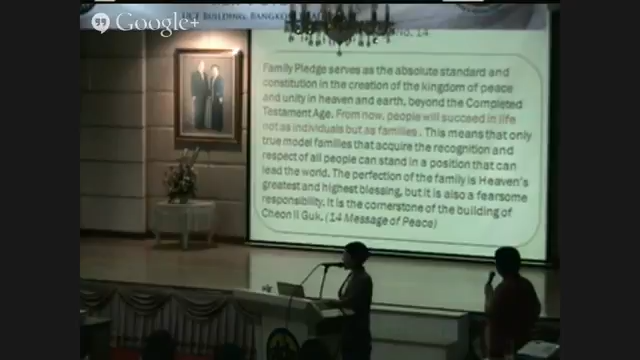 Google+
UCI BUILDING, BANGKOK
No. 14
Family Pledge serves as the absolute standard and
constitution in the creation of the kingdom of peace
and unity in heaven and earth, beyond the Completed
Testament Age. From now, people will succeed in life
not as individuals but as families . This means that only
true model families that acquire the recognition and
respect of all people can stand in a position that can
lead the world. The perfection of the family is Heaven's
greatest and highest blessing, but it is also a fearsome
responsibility. It is the cornerstone of the building of
Cheon Il Guk. (14 Message of Peace)